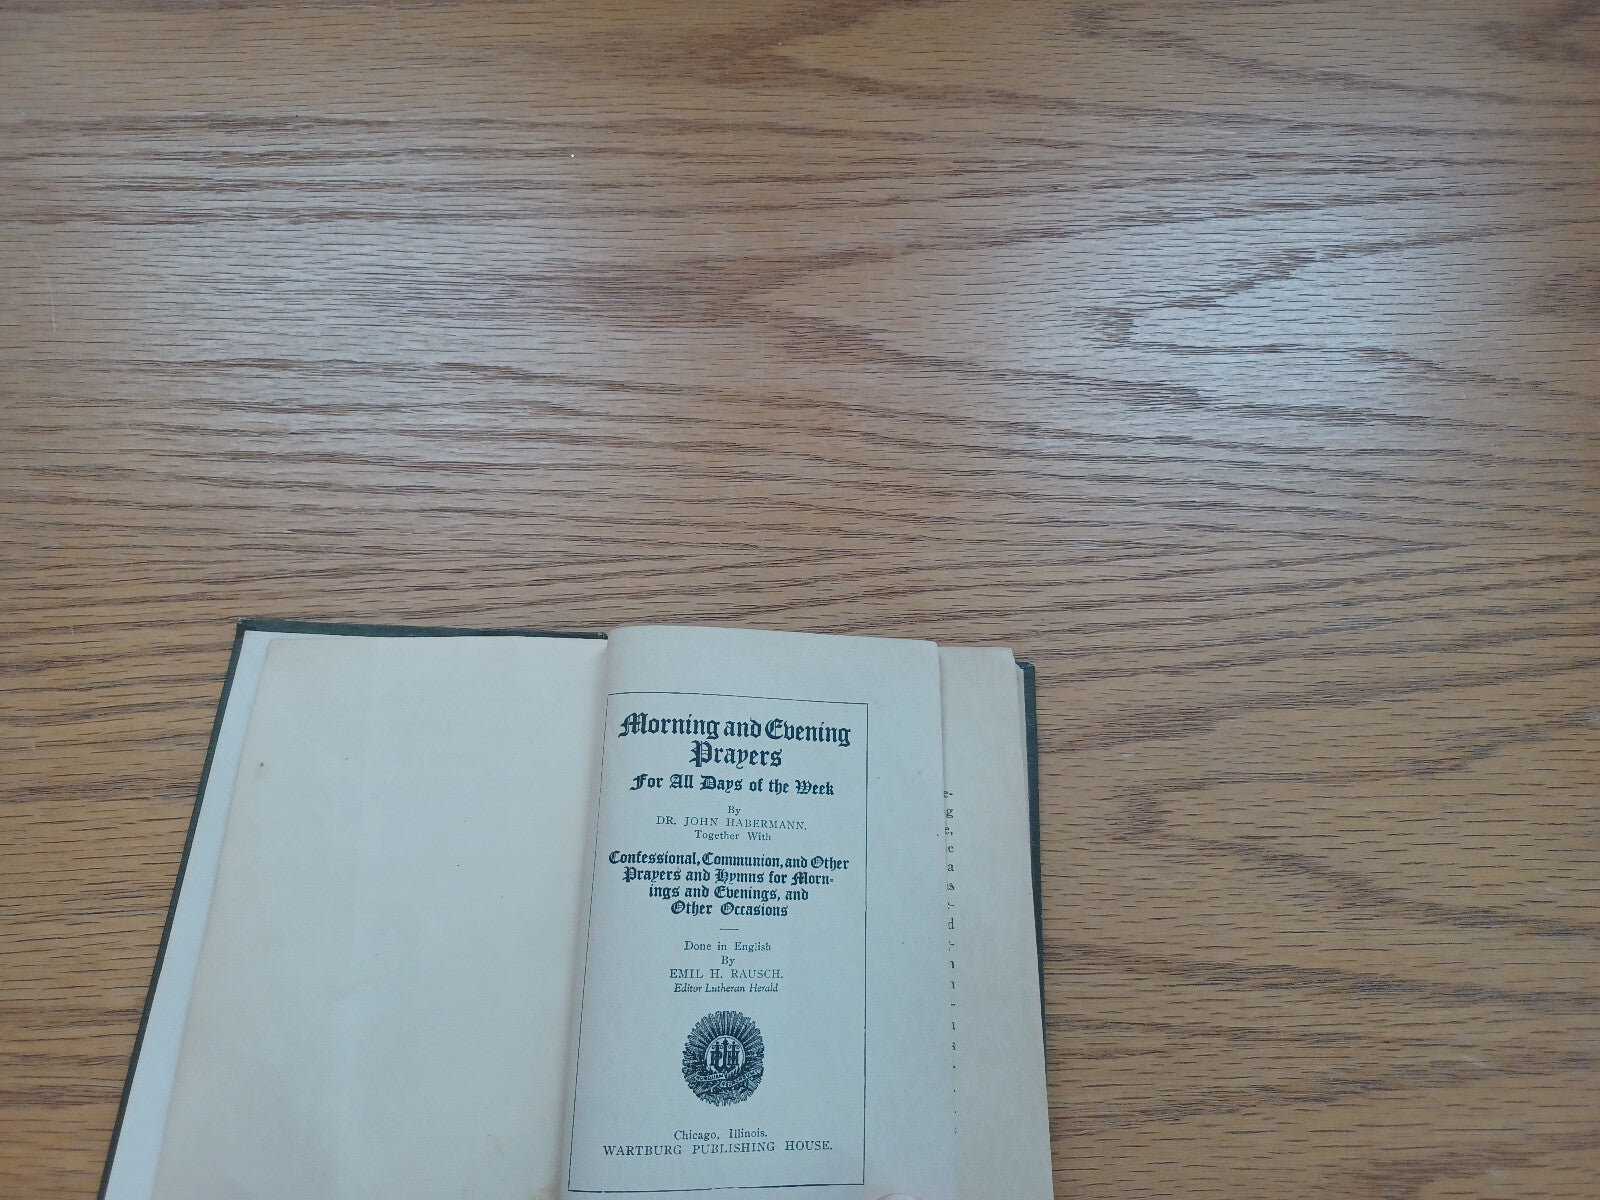 Morning and Evening
Prayers
For All Days of the Week
By
DR. JOHN HABERMANN.
Together With
Confessional, Communion, and Other
Prayers and Hymns for Morn-
ings and Evenings, and
Other Occasions
Done in English
By
EMIL H. RAUSCH.
Editor Lutheran Herald
WPH
Chicago, Illinois.
WARTBURG PUBLISHING HOUSE.